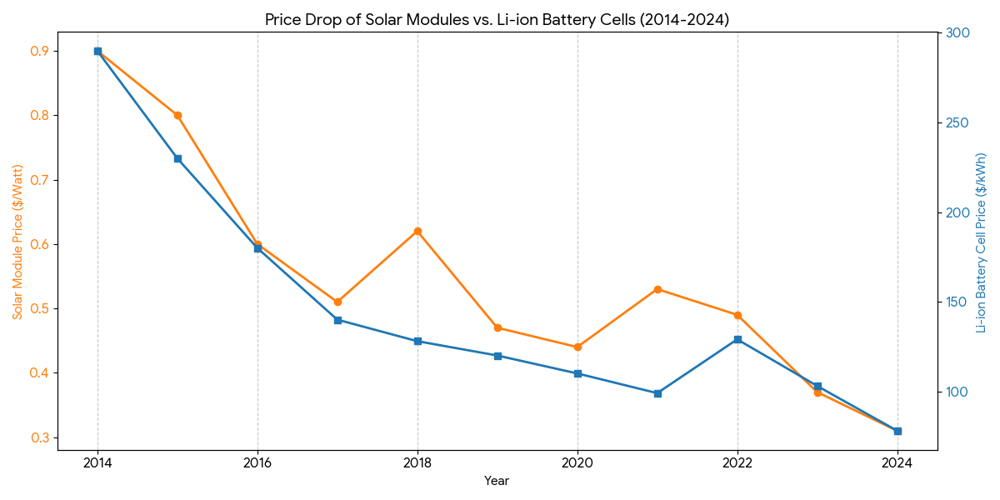 Price Drop of Solar Modules vs. Li-ion Battery Cells (2014-2024)
Solar Module Price ($/Watt)
0.9
0.8
0.7
0.6
0.5
0.4
0.3
300
250
200
150
100
Li-ion Battery Cell Price ($/kWh)
2014 2016 2018 2020 2022 2024
Year